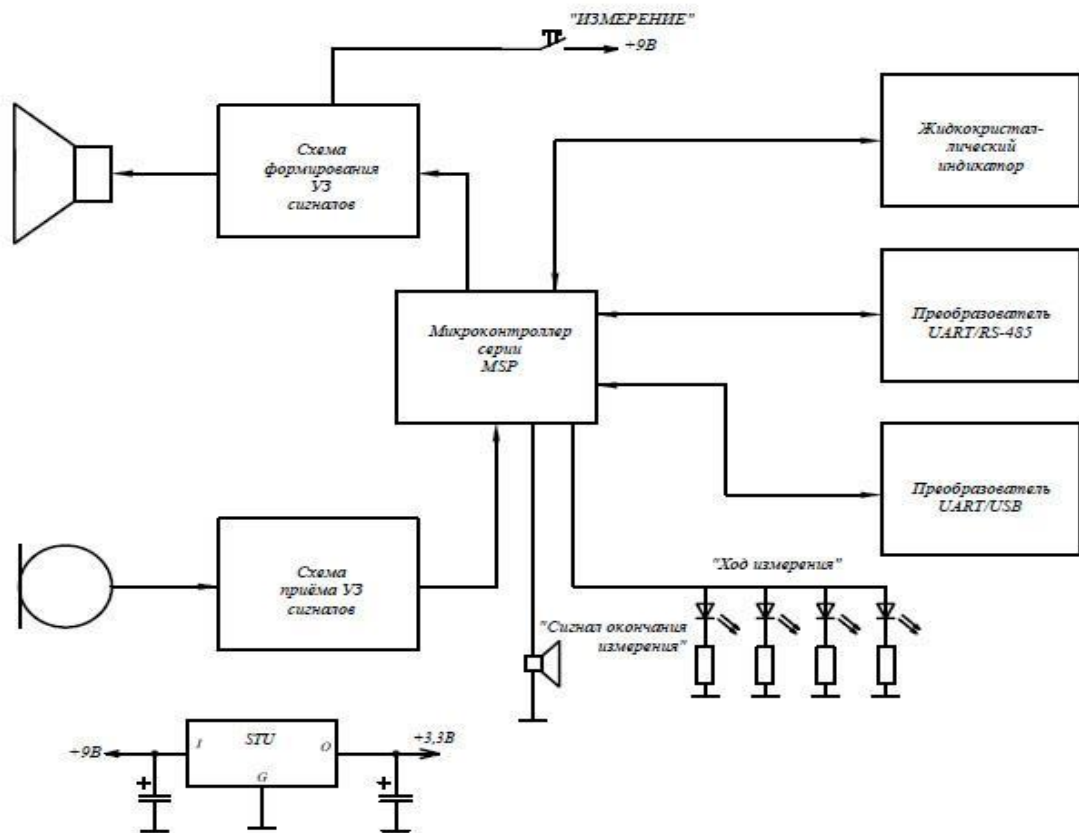 "ИЗМЕРЕНИЕ"
+9В
Схема
формирования
УЗ
сигналов
Жидкокристал-
лический
индикатор
Микроконтроллер
серии
MSP
Преобразователь
UART/RS-485
Преобразователь
UART/USB
Схема
приёма УЗ
сигналов
"Ход измерения"
"Сигнал окончания
измерения"
+9В
I
STU
O
G
+3,3В
+
+